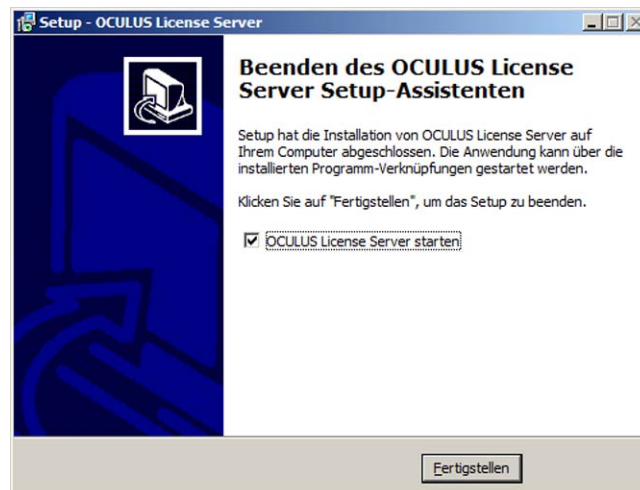 Setup - OCULUS License Server
Beenden des OCULUS License
Server Setup-Assistenten
Setup hat die Installation von OCULUS License Server auf
Ihrem Computer abgeschlossen. Die Anwendung kann über die
installierten Programm-Verknüpfungen gestartet werden.
Klicken Sie auf "Fertigstellen", um das Setup zu beenden.
OCULUS License Server starten
Fertigstellen